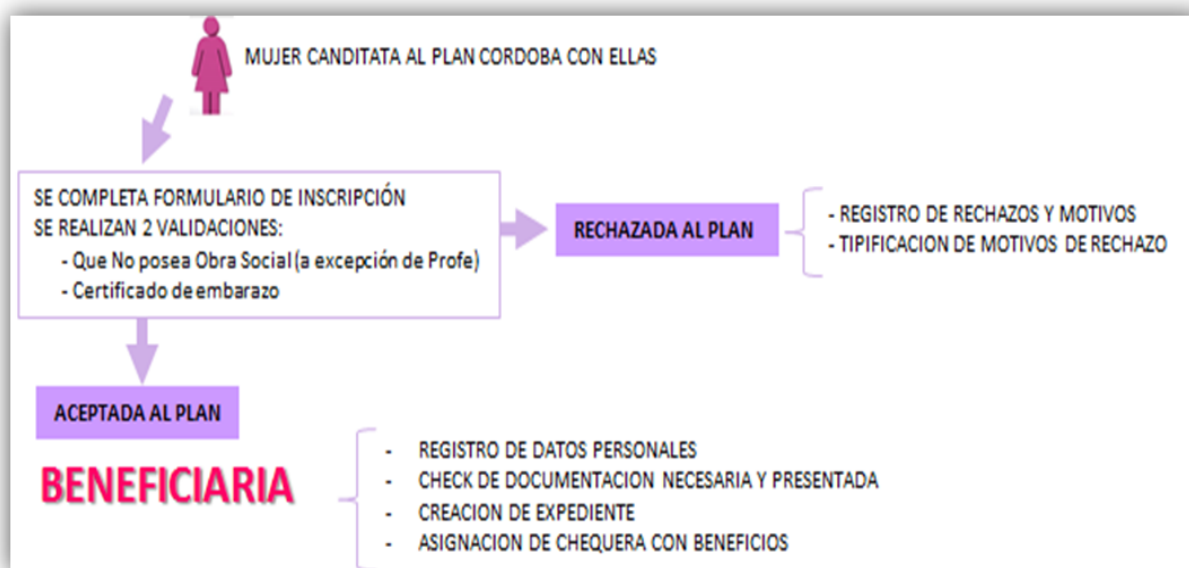 MUJER CANDITATA AL PLAN CORDOBA CON ELLAS
SE COMPLETA FORMULARIO DE INSCRIPCIÓN
SE REALIZAN 2 VALIDACIONES:
- Que No posea Obra Social (a excepción de Profe)
- Certificado de embarazo
RECHAZADA AL PLAN
- REGISTRO DE RECHAZOS Y MOTIVOS
- TIPIFICACION DE MOTIVOS DE RECHAZO
ACEPTADA AL PLAN
BENEFICIARIA
- REGISTRO DE DATOS PERSONALES
- CHECK DE DOCUMENTACION NECESARIA Y PRESENTADA
- CREACION DE EXPEDIENTE
- ASIGNACION DE CHEQUERA CON BENEFICIOS